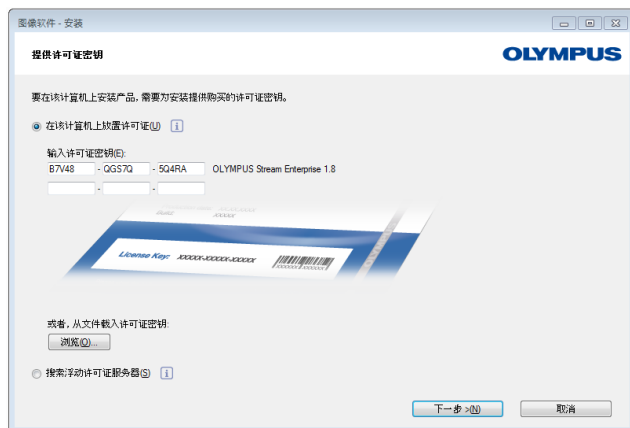 图像软件 - 安装
提供许可证密钥
OLYMPUS
要在该计算机上安装产品，需要为安装提供购买的许可证密钥。
在该计算机上放置许可证(U)
输入许可证密钥(E):
B7V48 - QGS7Q - 5Q4RA OLYMPUS Stream Enterprise 1.8
- -
XXXXX
License Key: XXXXX-XXXXX-XXXXX
或者，从文件载入许可证密钥:
浏览(O)...
搜索浮动许可证服务器(S)
下一步 >(N) 取消